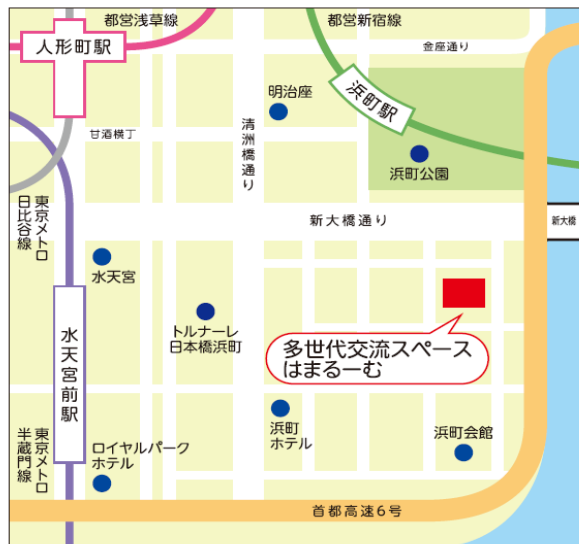 都営浅草線
都営新宿線
人形町駅
金座通り
明治座
浜町駅
甘酒横丁
清洲橋通り
浜町公園
東京メトロ
日比谷線
新大橋通り
新大橋
水天宮
トルナーレ
日本橋浜町
多世代交流スペース
はまるーむ
水天宮前駅
浜町
ホテル
浜町会館
東京メトロ
半蔵門線
ロイヤルパーク
ホテル
首都高速6号